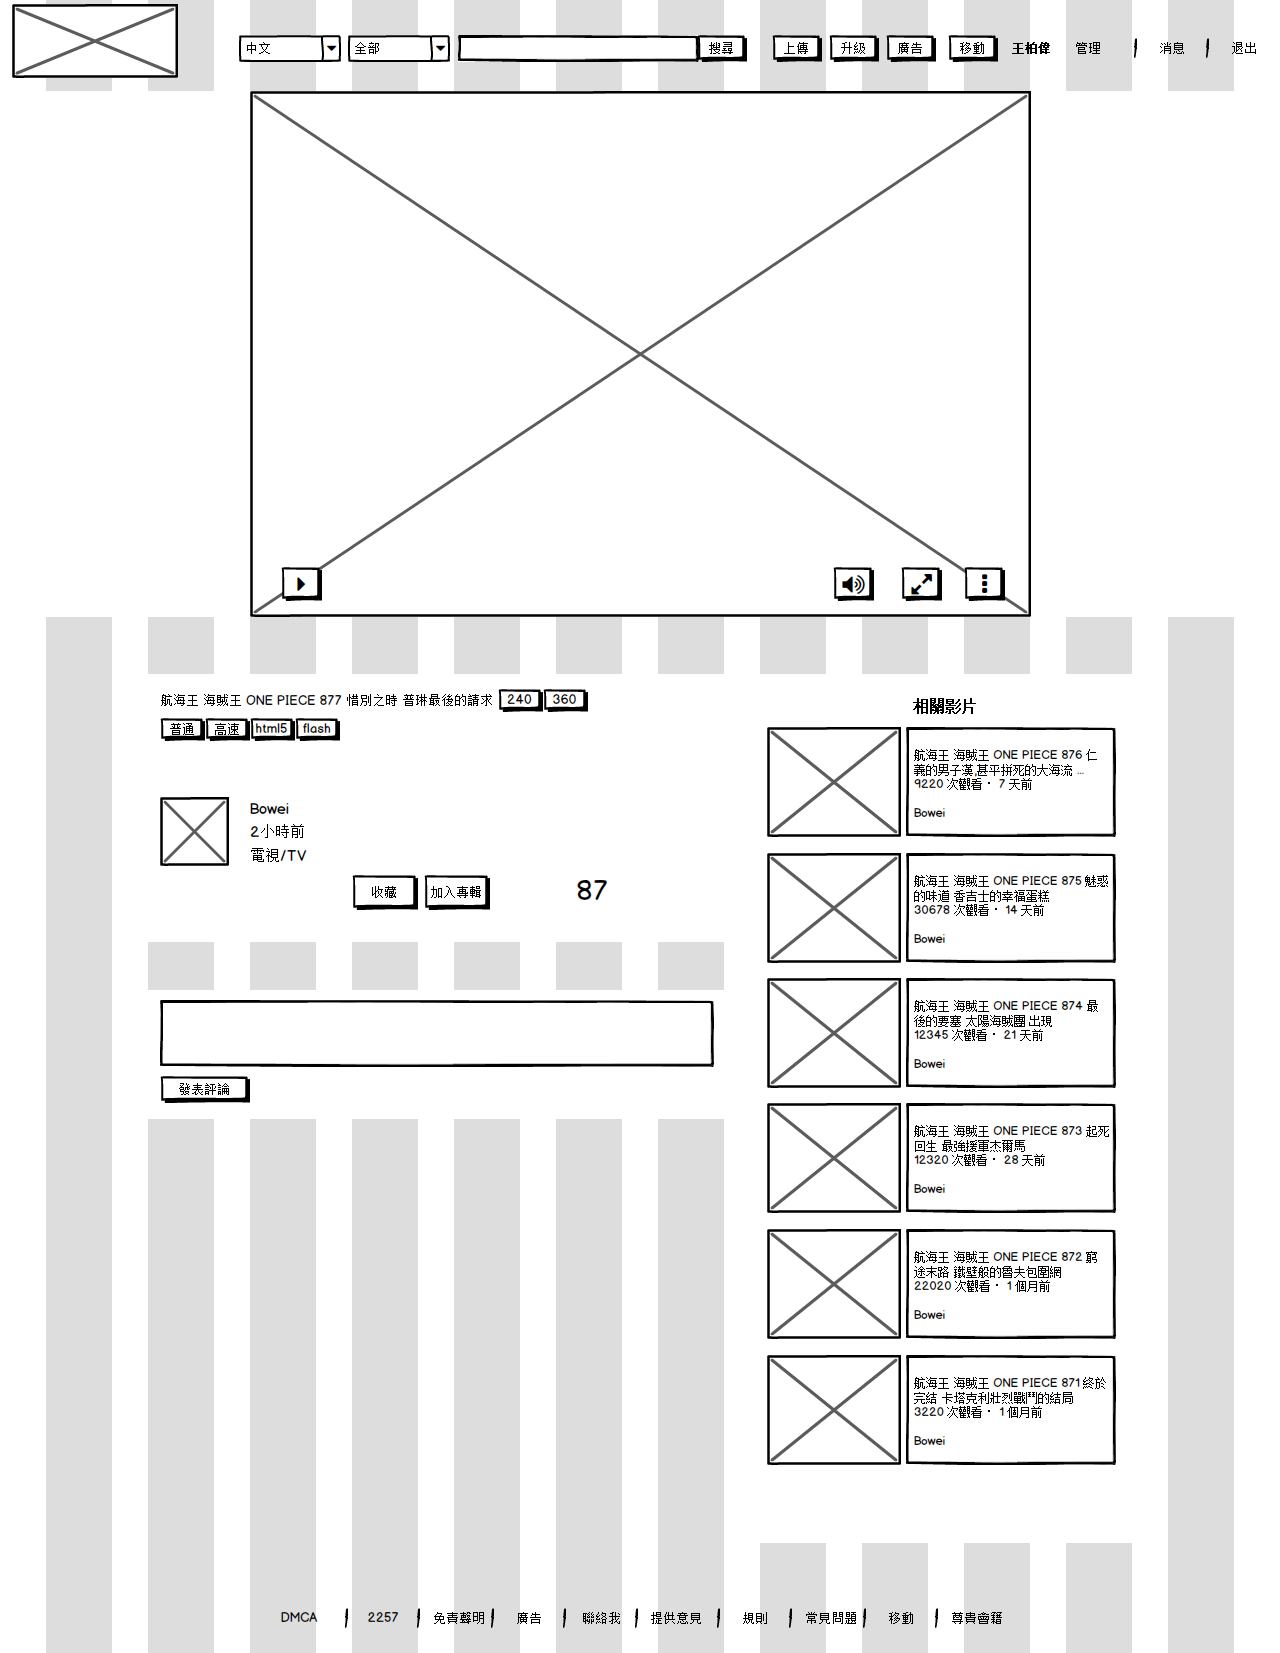 中文 全部 搜尋 上傳 升級 廣告 移動 王柏偉 管理 消息 退出
航海王 海賊王 ONE PIECE 877 惜別之時 普琳最後的請求 240 360
普通 高速 html5 flash
Bowei
2小時前
電視/TV
收藏 加入專輯 87
發表評論
相關影片
航海王 海賊王 ONE PIECE 876 仁
義的男子漢,甚平拼死的大海流 ...
9220 次觀看· 7 天前
Bowei
航海王 海賊王 ONE PIECE 875 魅惑
的味道 香吉士的幸福蛋糕
30678 次觀看· 14 天前
Bowei
航海王 海賊王 ONE PIECE 874 最
後的要塞 太陽海賊團 出現
12345 次觀看· 21 天前
Bowei
航海王 海賊王 ONE PIECE 873 起死
回生 最強援軍杰爾馬
12320 次觀看· 28 天前
Bowei
航海王 海賊王 ONE PIECE 872 窮
途末路 鐵壁般的魯夫包圍網
22020 次觀看· 1 個月前
Bowei
航海王 海賊王 ONE PIECE 871 終於
完結 卡塔克利壯烈戰鬥的結局
3220 次觀看· 1 個月前
Bowei
DMCA 2257 免責聲明 廣告 聯絡我 提供意見 規則 常見問題 移動 尊貴會籍